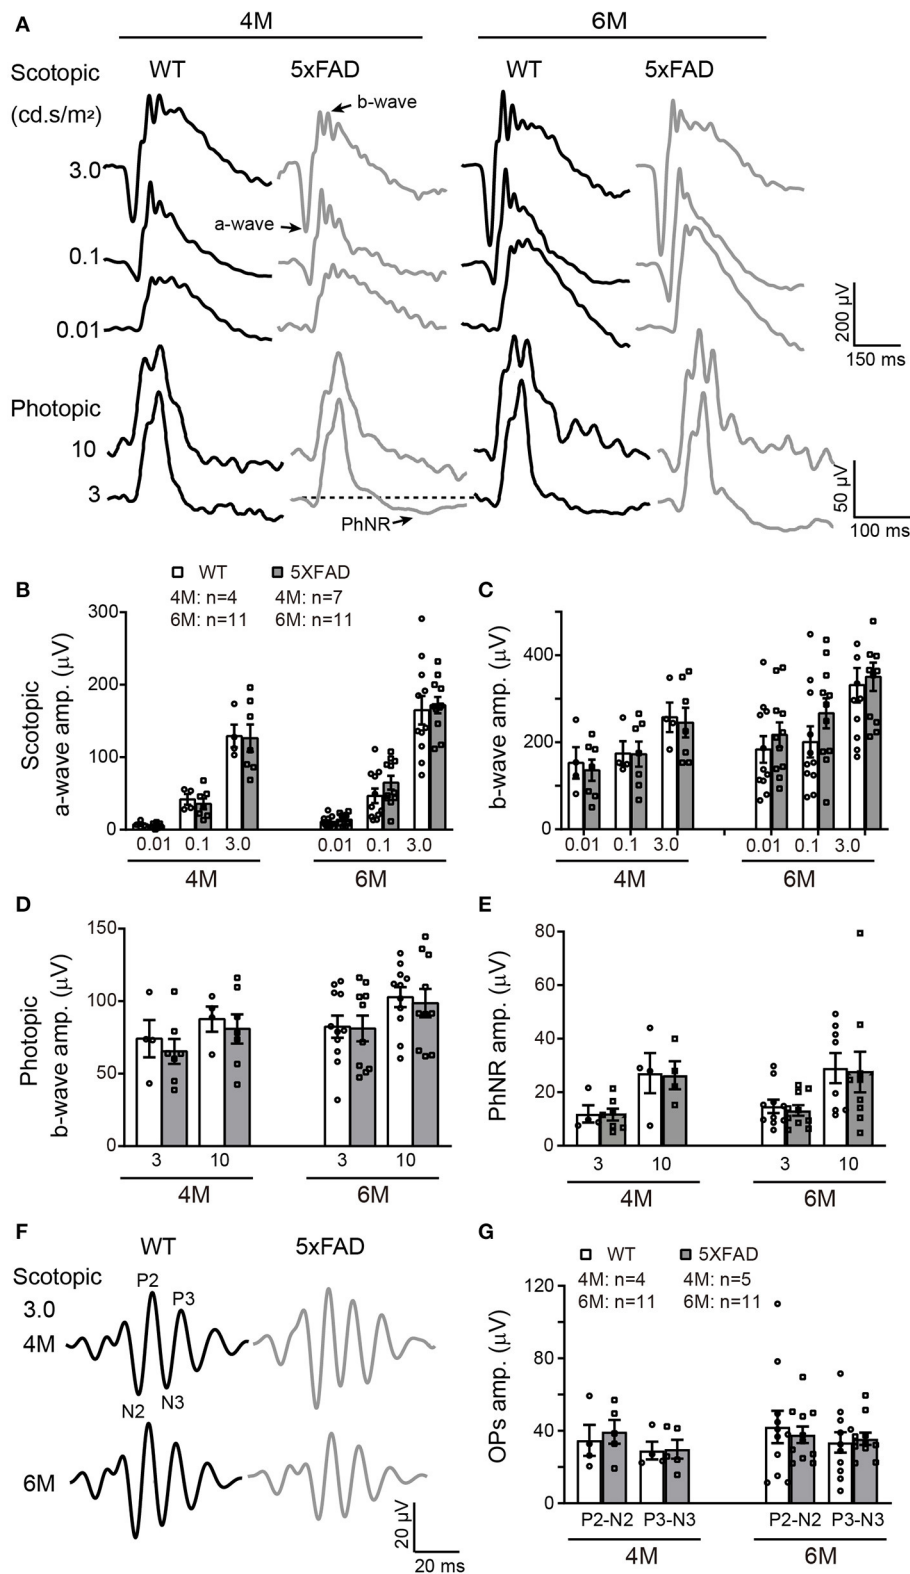 A
4M 6M
Scotopic WT 5xFAD WT 5xFAD
(cd.s/m²)
b-wave
3.0
a-wave
0.1
0.01
200 µV
150 ms
Photopic
10
3
PhNR
50 µV
100 ms
B
WT 5XFAD
4M: n=4 4M: n=7
6M: n=11 6M: n=11
Scotopic
a-wave amp. (µV)
300
200
100
0
0.01 0.1 3.0 0.01 0.1 3.0
4M 6M
C
b-wave amp. (µV)
400
200
0
0.01 0.1 3.0 0.01 0.1 3.0
4M 6M
D
Photopic
b-wave amp. (µV)
150
100
50
0
3 10 3 10
4M 6M
E
PhNR amp. (µV)
80
60
40
20
0
3 10 3 10
4M 6M
F
WT 5xFAD
Scotopic
3.0
4M
P2
P3
N2
N3
6M
20 µV
20 ms
G
WT 5XFAD
4M: n=4 4M: n=5
6M: n=11 6M: n=11
OPs amp. (µV)
120
80
40
0
P2-N2 P3-N3 P2-N2 P3-N3
4M 6M